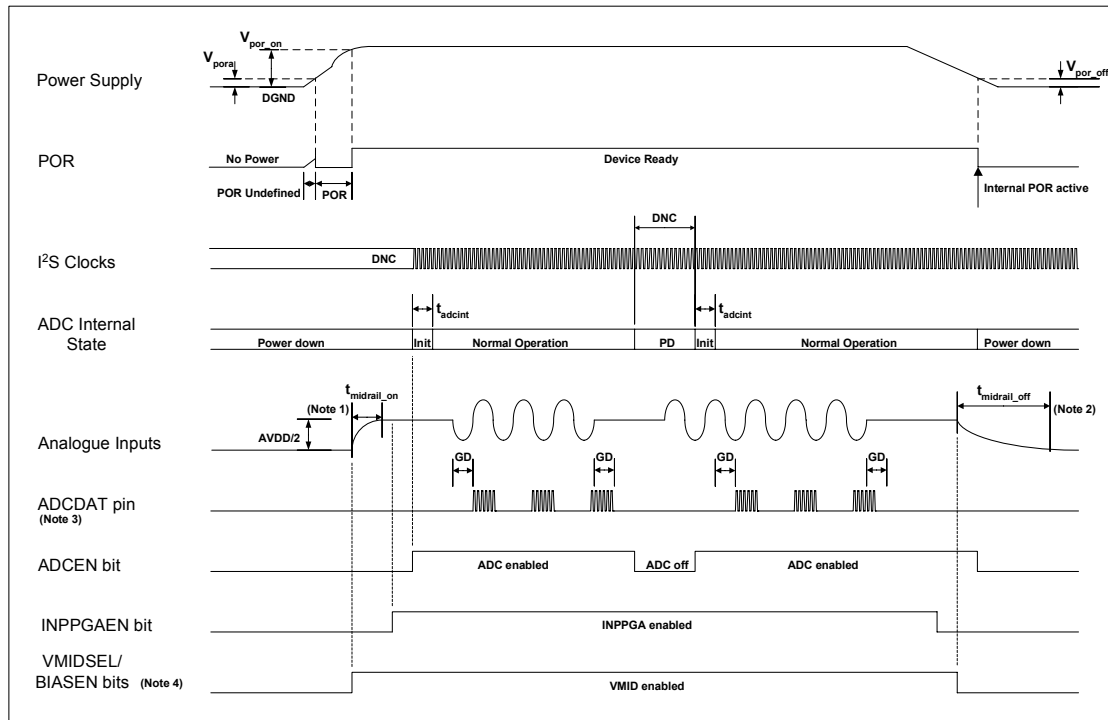 V_por_on
V_pora
Power Supply
DGND
V_por_off
POR
No Power
Device Ready
POR Undefined
POR
Internal POR active
DNC
I²S Clocks
DNC
t_adcint
t_adcint
ADC Internal
State
Power down
Init
Normal Operation
PD
Init
Normal Operation
Power down
t_midrail_on
t_midrail_off
(Note 1)
(Note 2)
Analogue Inputs
AVDD/2
GD
GD
GD
GD
ADCDAT pin
(Note 3)
ADCEN bit
ADC enabled
ADC off
ADC enabled
INPPGAEN bit
INPPGA enabled
VMIDSEL/
BIASEN bits (Note 4)
VMID enabled